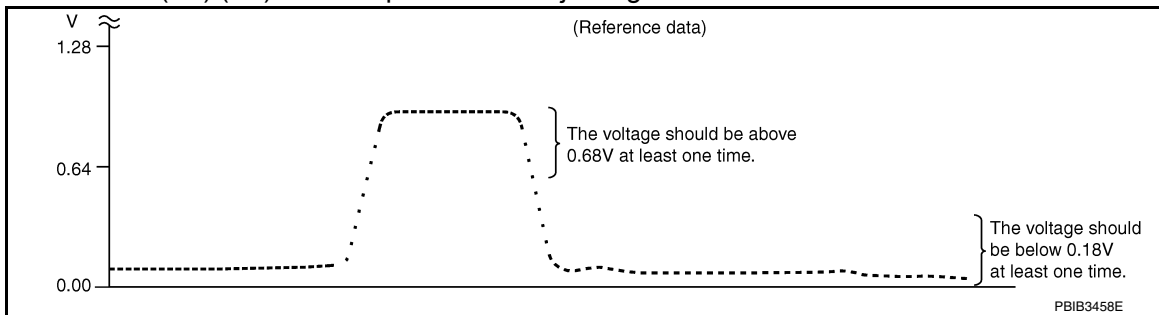 V
(Reference data)
1.28
The voltage should be above
0.68V at least one time.
0.64
The voltage should
be below 0.18V
at least one time.
0.00
PBIB3458E